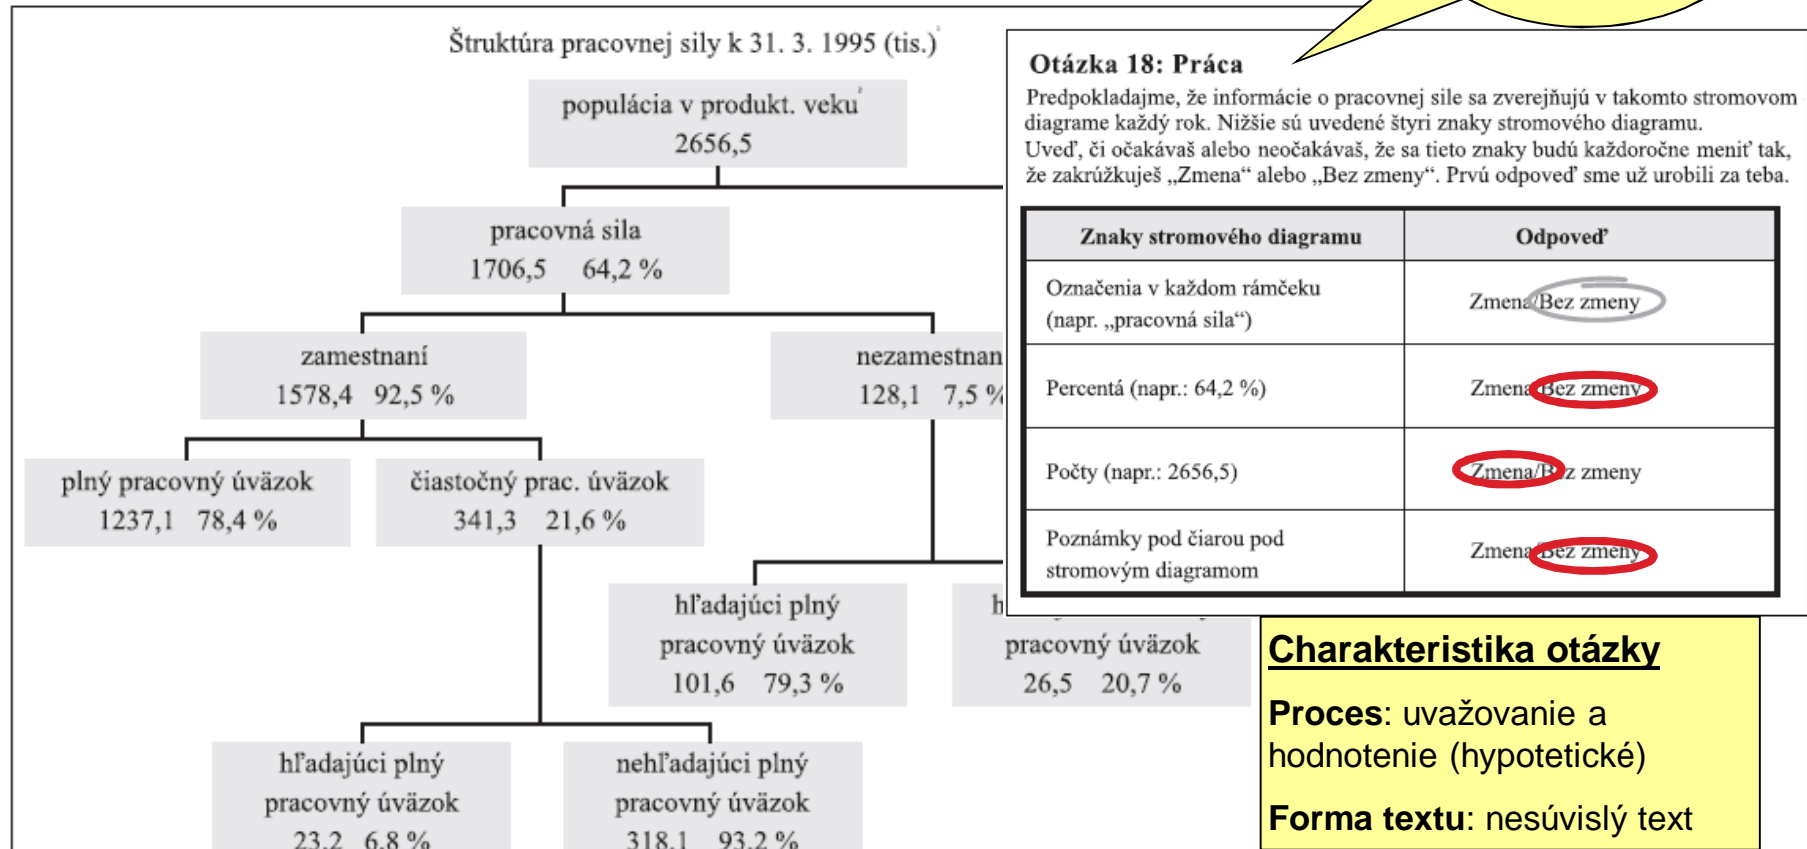 Štruktúra pracovnej sily k 31. 3. 1995 (tis.)
populácia v produkt. veku
2656,5
pracovná sila
1706,5 64,2 %
zamestnaní
1578,4 92,5 %
nezamestnan
128,1 7,5 %
plný pracovný úväzok
1237,1 78,4 %
čiastočný prac. úväzok
341,3 21,6 %
hľadajúci plný
pracovný úväzok
101,6 79,3 %
pracovný úväzok
26,5 20,7 %
hľadajúci plný
pracovný úväzok
23,2 6,8 %
nehľadajúci plný
pracovný úväzok
318,1 93,2 %
Otázka 18: Práca
Predpokladajme, že informácie o pracovnej sile sa zverejňujú v takomto stromovom
diagrame každý rok. Nižšie sú uvedené štyri znaky stromového diagramu.
Uveď, či očakávaš alebo neočakávaš, že sa tieto znaky budú každoročne meniť tak,
že zakrúžkuješ „Zmena“ alebo „Bez zmeny“. Prvú odpoveď sme už urobili za teba.
Znaky stromového diagramu Odpoveď
Označenia v každom rámčeku
(napr. „pracovná sila“)
Zmena/Bez zmeny
Percentá (napr.: 64,2 %) Zmena/Bez zmeny
Počty (napr.: 2656,5) Zmena/Bez zmeny
Poznámky pod čiarou pod
stromovým diagramom
Zmena/Bez zmeny
Charakteristika otázky
Proces: uvažovanie a
hodnotenie (hypotetické)
Forma textu: nesúvislý text